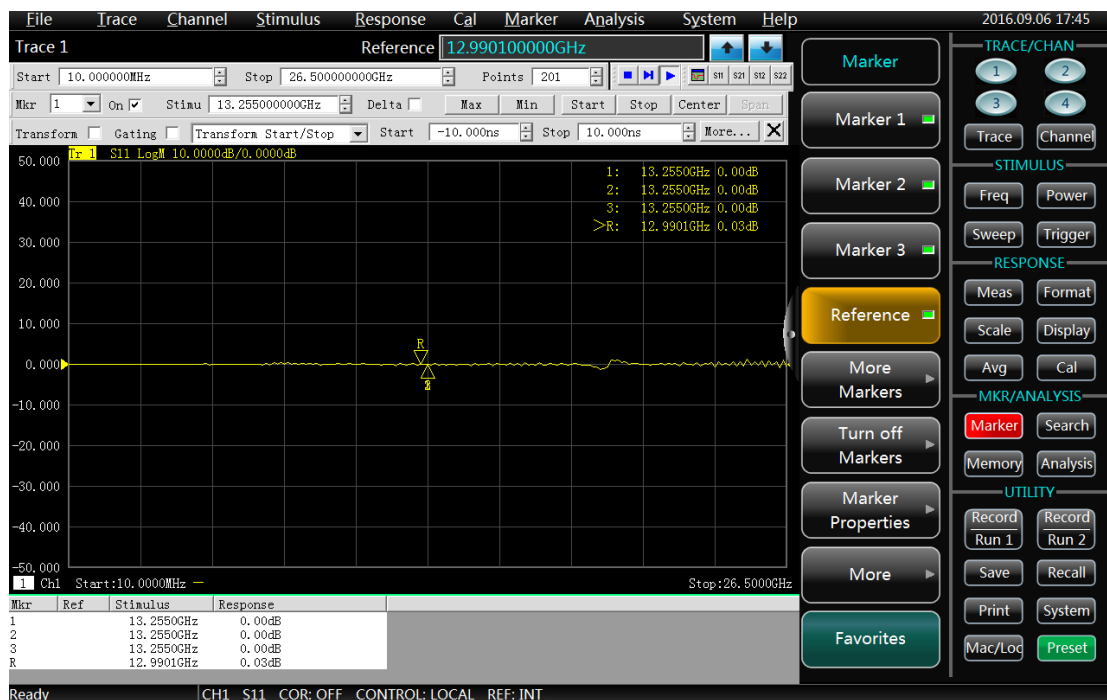 File Trace Channel Stimulus Response Cal Marker Analysis System Help 2016.09.06 17:45
Trace 1 Reference 12.990100000GHz
Start 10.000000MHz Stop 26.500000000GHz Points 201 S11 S21 S12 S22
Mkr 1 On Stimu 13.255000000GHz Delta Max Min Start Stop Center Span
Transform Gating Transform Start/Stop Start -10.000ns Stop 10.000ns More...
Tr 1 S11 LogM 10.0000dB/0.0000dB
50.000
40.000
30.000
20.000
10.000
0.000
-10.000
-20.000
-30.000
-40.000
-50.000
1: 13.2550GHz 0.00dB
2: 13.2550GHz 0.00dB
3: 13.2550GHz 0.00dB
>R: 12.9901GHz 0.03dB
R
1 Ch1 Start:10.0000MHz Stop:26.5000GHz
Mkr Ref Stimulus Response
1 13.2550GHz 0.00dB
2 13.2550GHz 0.00dB
3 13.2550GHz 0.00dB
R 12.9901GHz 0.03dB
Ready CH1 S11 COR: OFF CONTROL: LOCAL REF: INT
Marker
Marker 1
Marker 2
Marker 3
Reference
More
Markers
Turn off
Markers
Marker
Properties
More
Favorites
TRACE/CHAN
1 2
3 4
Trace Channel
STIMULUS
Freq Power
Sweep Trigger
RESPONSE
Meas Format
Scale Display
Avg Cal
MKR/ANALYSIS
Marker Search
Memory Analysis
UTILITY
Record Record
Run 1 Run 2
Save Recall
Print System
Mac/Loc Preset